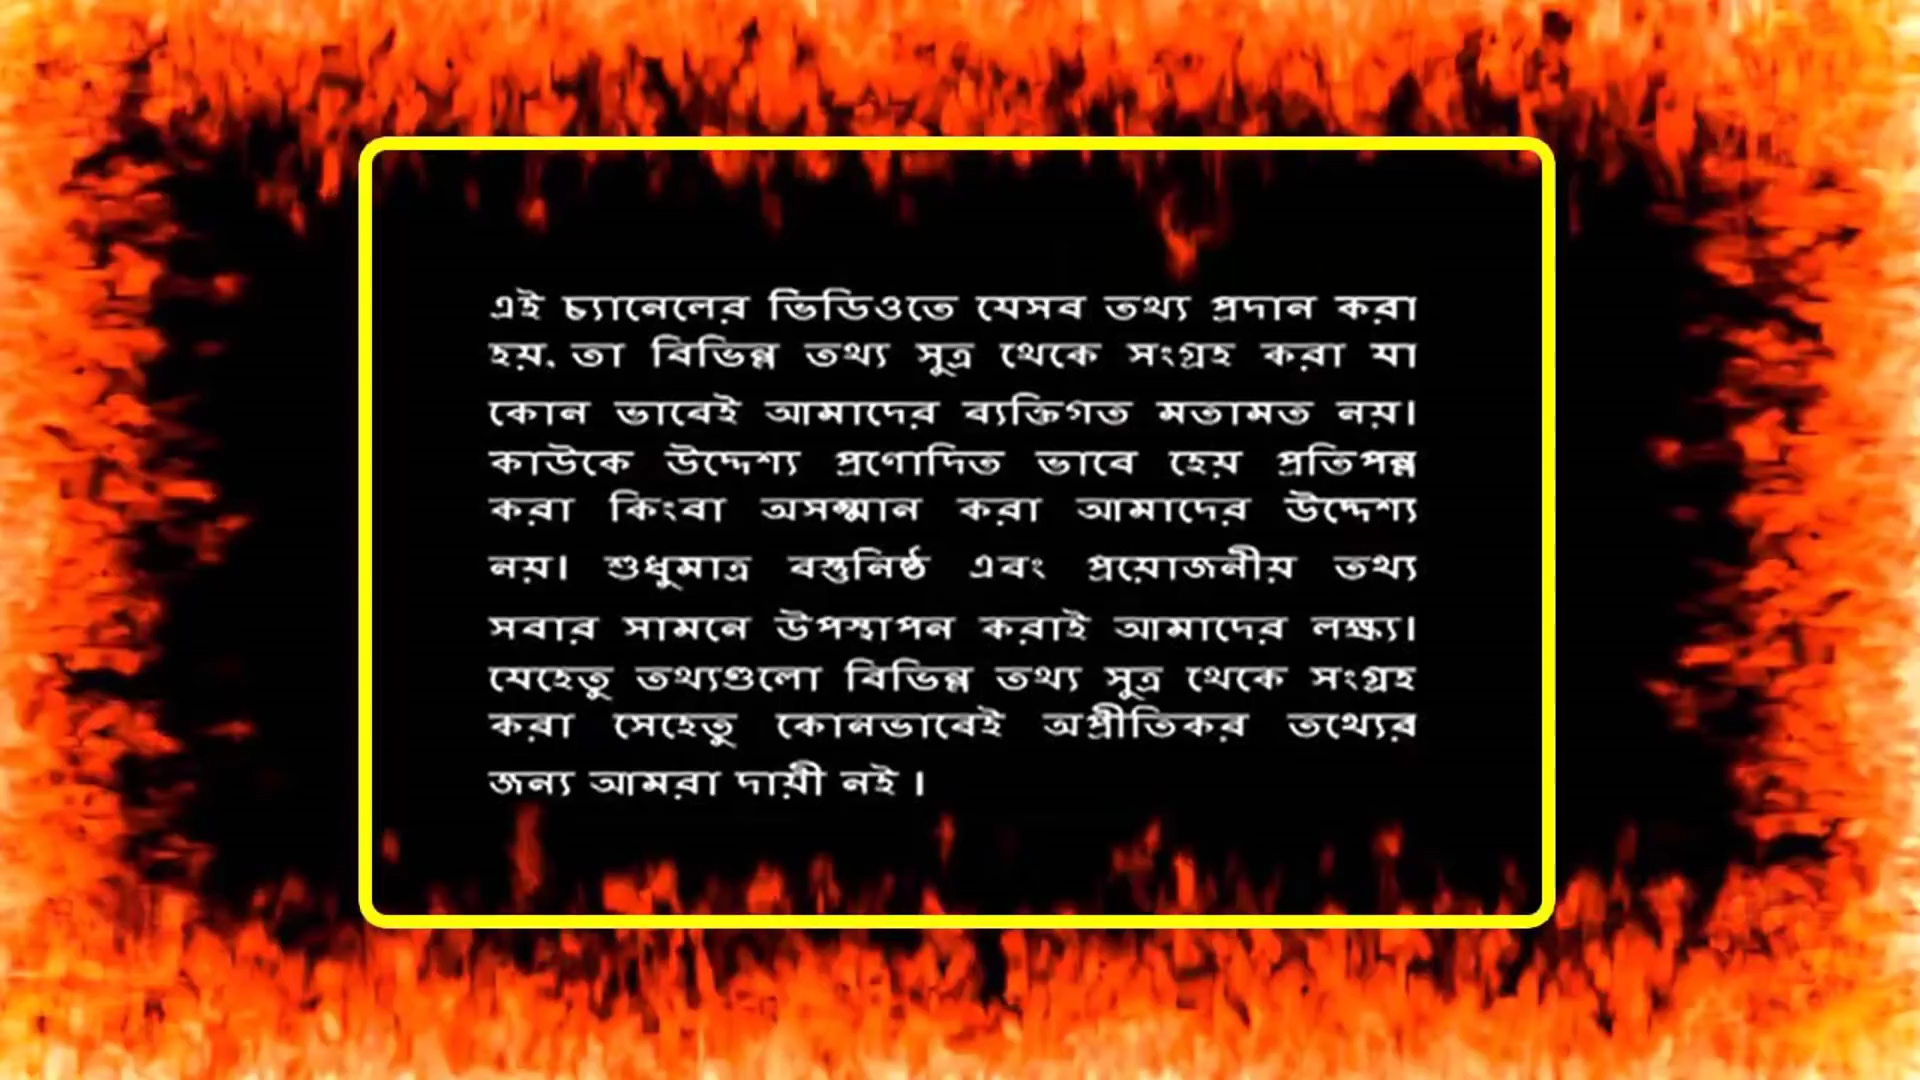 এই চ্যানেলের ভিডিওতে যেসব তথ্য প্রদান করা
হয়, তা বিভিন্ন তথ্য সুত্র থেকে সংগ্রহ করা যা
কোন ভাবেই আমাদের ব্যক্তিগত মতামত নয়।
কাউকে উদ্দেশ্য প্রণোদিত ভাবে হেয় প্রতিপন্ন
করা কিংবা অসম্মান করা আমাদের উদ্দেশ্য
নয়। শুধুমাত্র বস্তুনিষ্ঠ এবং প্রয়োজনীয় তথ্য
সবার সামনে উপস্থাপন করাই আমাদের লক্ষ্য।
যেহেতু তথ্যগুলো বিভিন্ন তথ্য সুত্র থেকে সংগ্রহ
করা সেহেতু কোনভাবেই অপ্রীতিকর তথ্যের
জন্য আমরা দায়ী নই ।